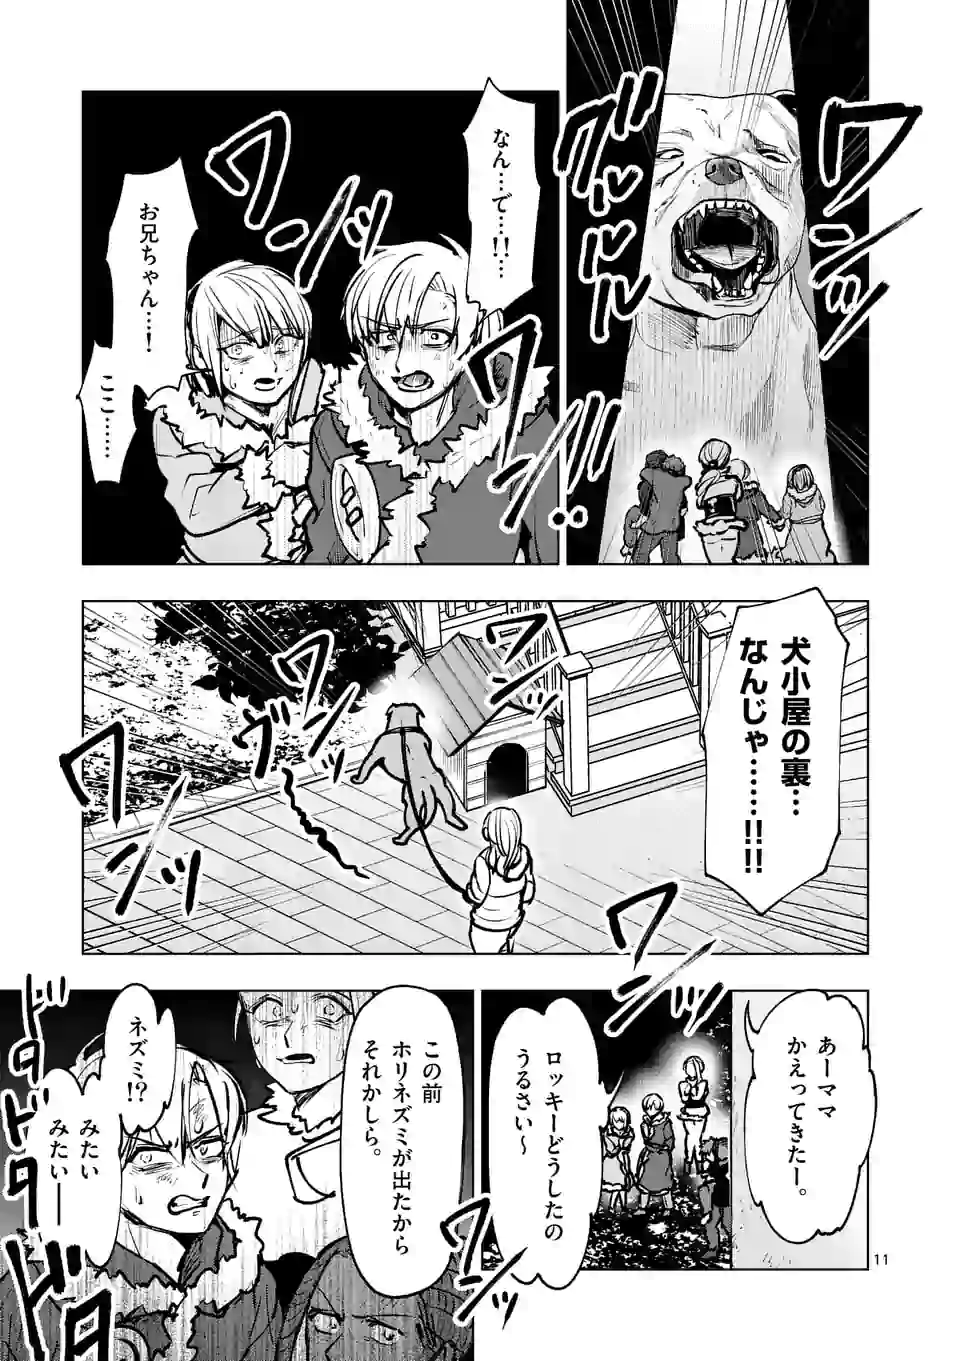 ワンッ
ヴルルルル!!!
なん…で…!!…
ワンッ
お兄ちゃん…!
ここ………
ワンッ!!
犬小屋の裏…
なんじゃ……!!!!
ワンッ
ヴゥン
ワンッ
ワンッ
あーママ
かえってきたー。
ロッキーどうしたの
うるさい〜
ワンッ
この前
ホリネズミが出たから
それかしら。
ネズミ!?
みたい
みたい──
ドタドタドタ
11